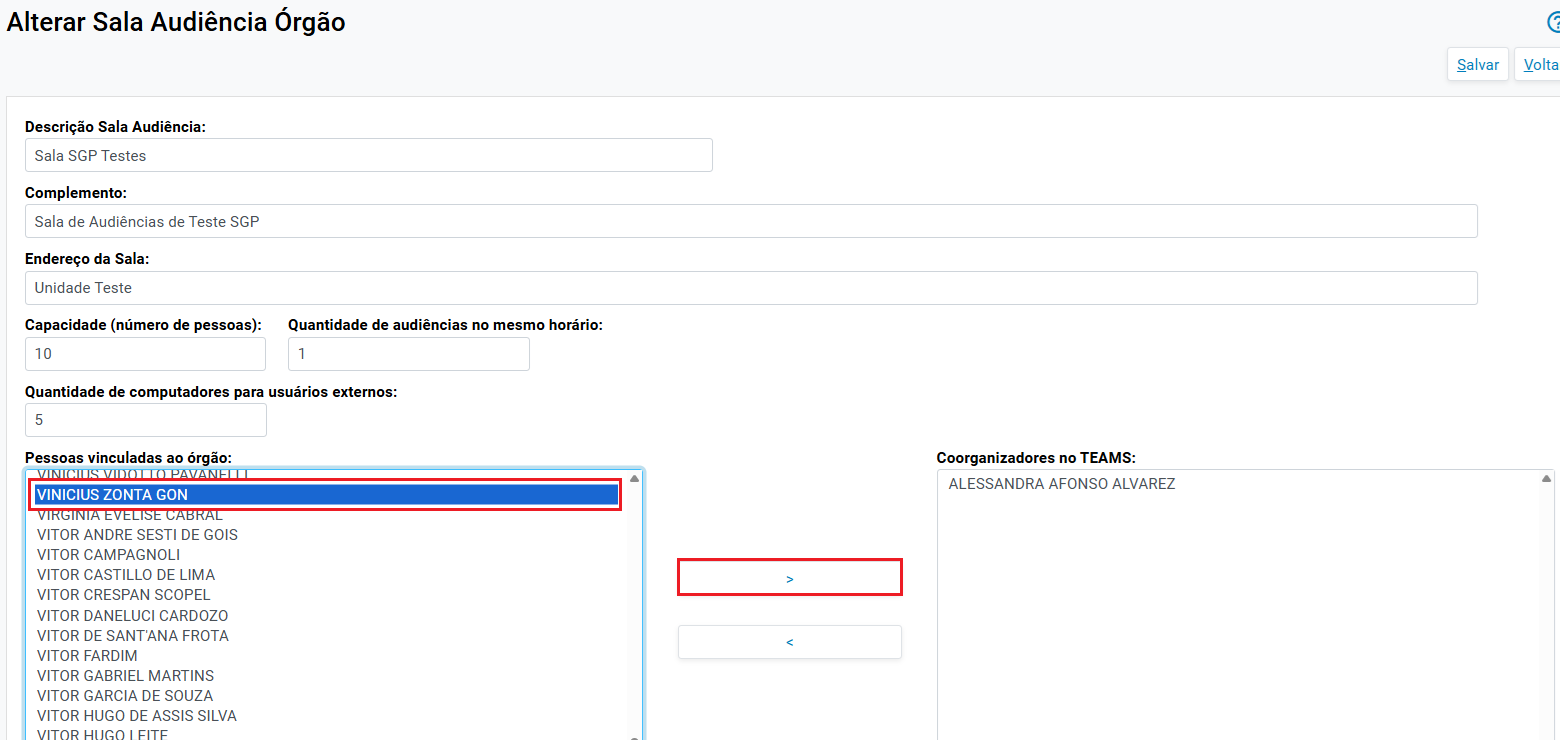 Alterar Sala Audiência Órgão
?
Salvar Volta
Descrição Sala Audiência:
Sala SGP Testes
Complemento:
Sala de Audiências de Teste SGP
Endereço da Sala:
Unidade Teste
Capacidade (número de pessoas): Quantidade de audiências no mesmo horário:
10 1
Quantidade de computadores para usuários externos:
5
Pessoas vinculadas ao órgão: Coorganizadores no TEAMS:
VINICIUS VIDOTTO PAVANELLI
VINICIUS ZONTA GON
VIRGINIA EVELISE CABRAL
VITOR ANDRE SESTI DE GOIS
VITOR CAMPAGNOLI
VITOR CASTILLO DE LIMA
VITOR CRESPAN SCOPEL
VITOR DANELUCI CARDOZO
VITOR DE SANT'ANA FROTA
VITOR FARDIM
VITOR GABRIEL MARTINS
VITOR GARCIA DE SOUZA
VITOR HUGO DE ASSIS SILVA
VITOR HUGO LEITE
>
<
ALESSANDRA AFONSO ALVAREZ